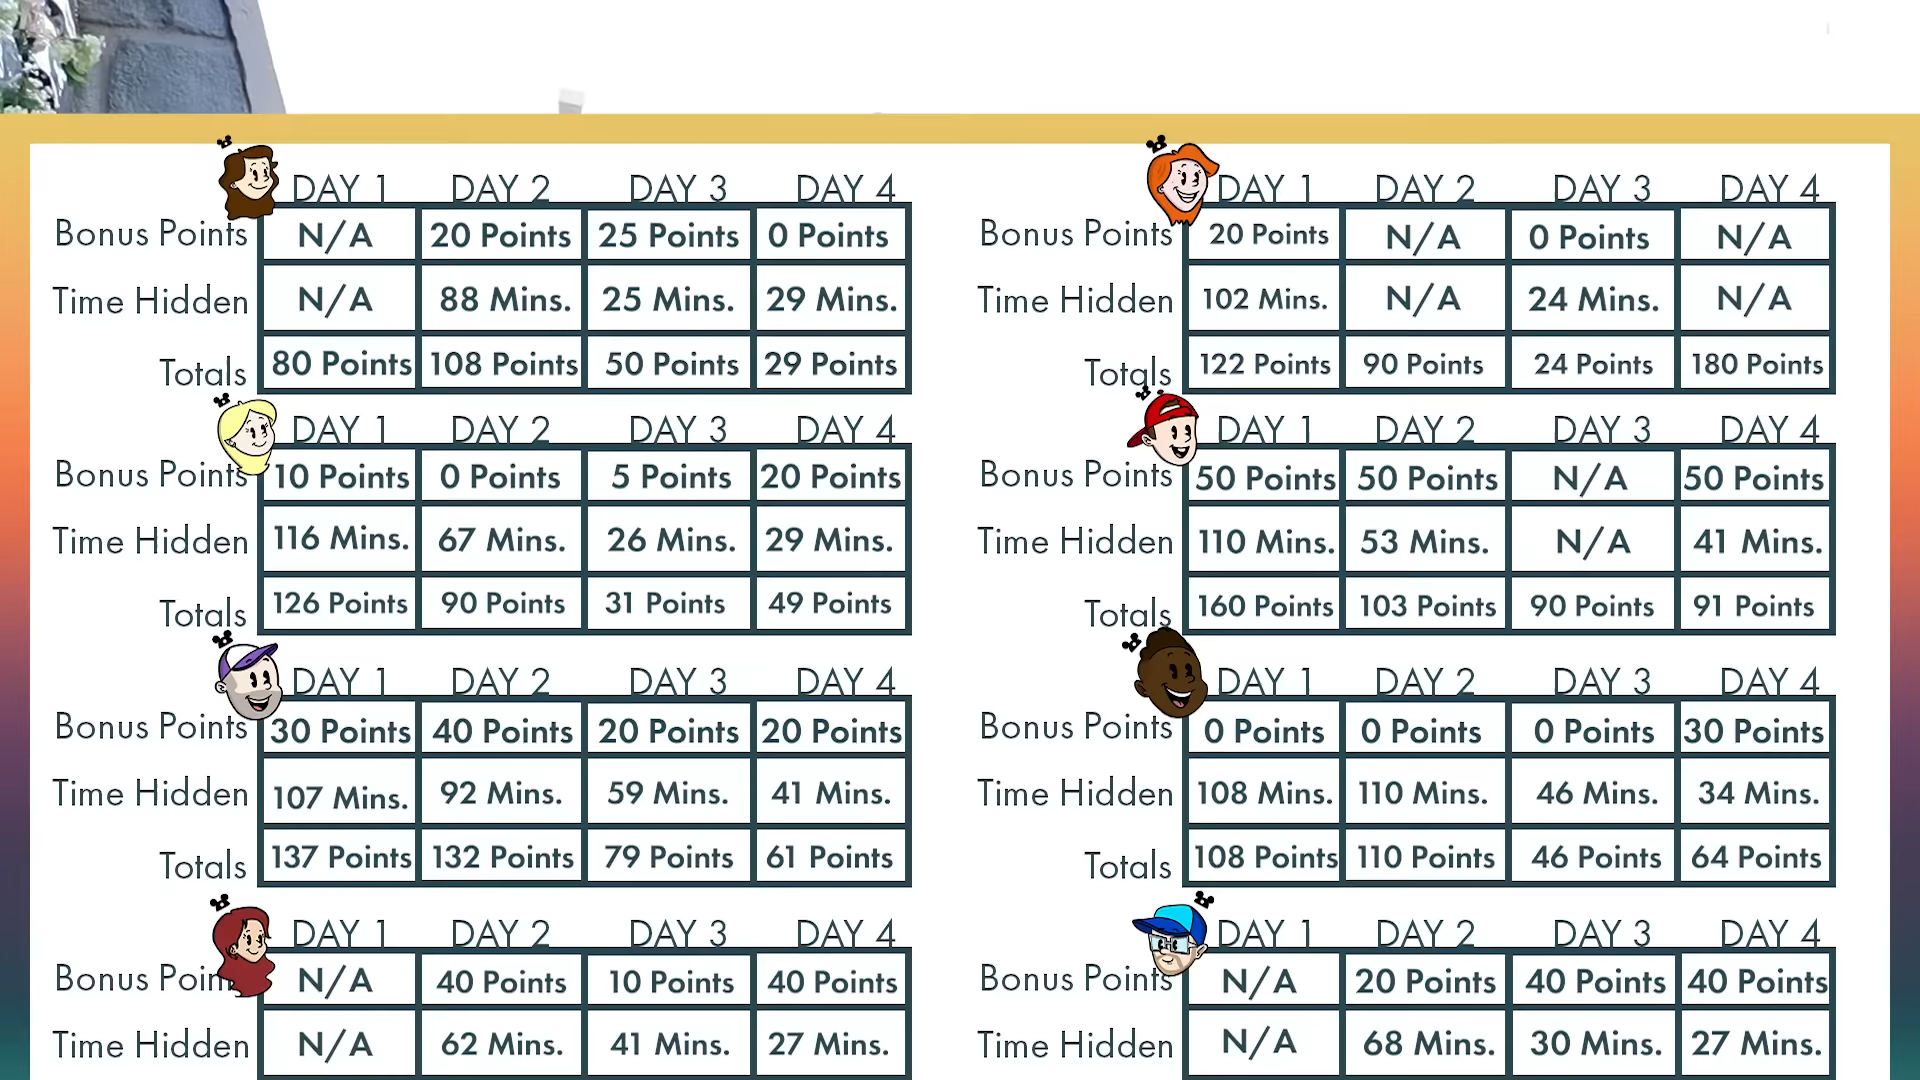 DAY 1 DAY 2 DAY 3 DAY 4
Bonus Points N/A 20 Points 25 Points 0 Points
Time Hidden N/A 88 Mins. 25 Mins. 29 Mins.
Totals 80 Points 108 Points 50 Points 29 Points
DAY 1 DAY 2 DAY 3 DAY 4
Bonus Points 10 Points 0 Points 5 Points 20 Points
Time Hidden 116 Mins. 67 Mins. 26 Mins. 29 Mins.
Totals 126 Points 90 Points 31 Points 49 Points
DAY 1 DAY 2 DAY 3 DAY 4
Bonus Points 30 Points 40 Points 20 Points 20 Points
Time Hidden 107 Mins. 92 Mins. 59 Mins. 41 Mins.
Totals 137 Points 132 Points 79 Points 61 Points
DAY 1 DAY 2 DAY 3 DAY 4
Bonus Poin N/A 40 Points 10 Points 40 Points
Time Hidden N/A 62 Mins. 41 Mins. 27 Mins.
DAY 1 DAY 2 DAY 3 DAY 4
Bonus Points 20 Points N/A 0 Points N/A
Time Hidden 102 Mins. N/A 24 Mins. N/A
Totals 122 Points 90 Points 24 Points 180 Points
DAY 1 DAY 2 DAY 3 DAY 4
Bonus Points 50 Points 50 Points N/A 50 Points
Time Hidden 110 Mins. 53 Mins. N/A 41 Mins.
Totals 160 Points 103 Points 90 Points 91 Points
DAY 1 DAY 2 DAY 3 DAY 4
Bonus Points 0 Points 0 Points 0 Points 30 Points
Time Hidden 108 Mins. 110 Mins. 46 Mins. 34 Mins.
Totals 108 Points 110 Points 46 Points 64 Points
DAY 1 DAY 2 DAY 3 DAY 4
Bonus Points N/A 20 Points 40 Points 40 Points
Time Hidden N/A 68 Mins. 30 Mins. 27 Mins.